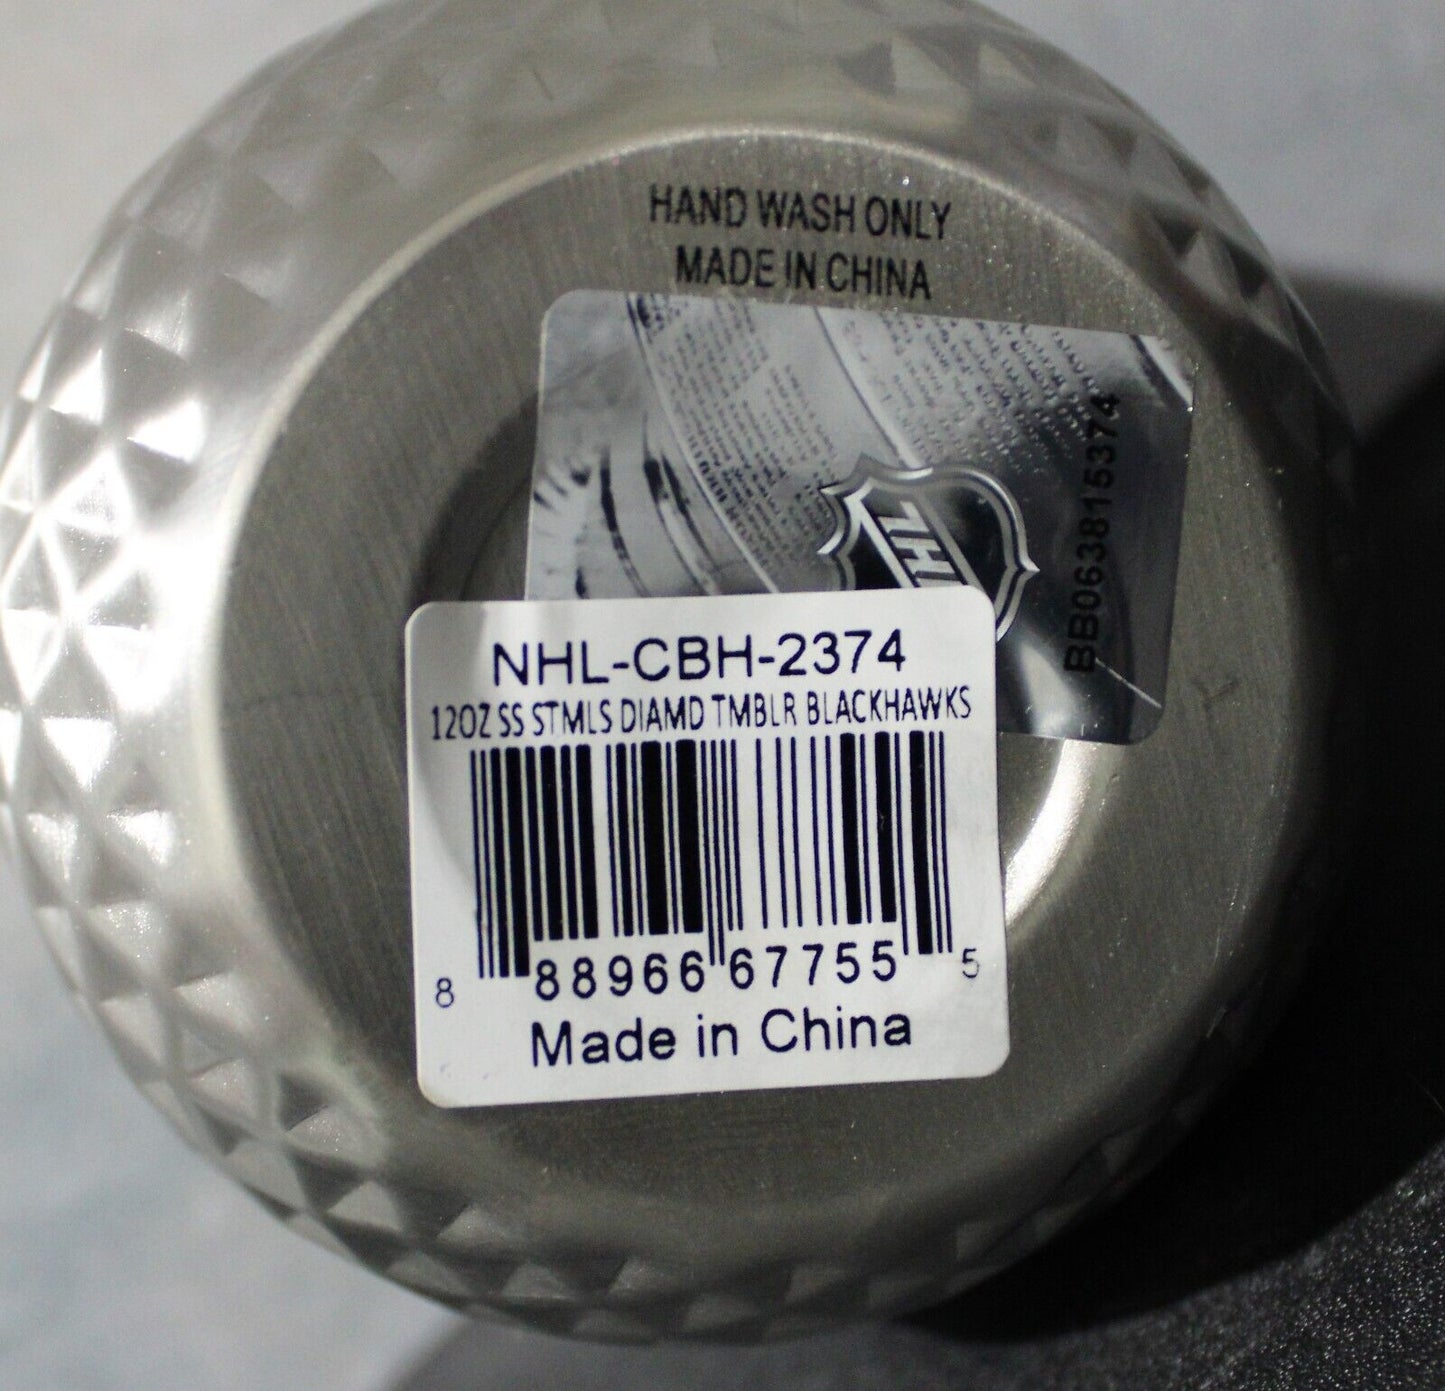 HAND WASH ONLY
MADE IN CHINA
NHL
BB063815374
NHL-CBH-2374
12OZ SS STMLS DIAMD TMBLR BLACKHAWKS
8 88966 67755 5
Made in China